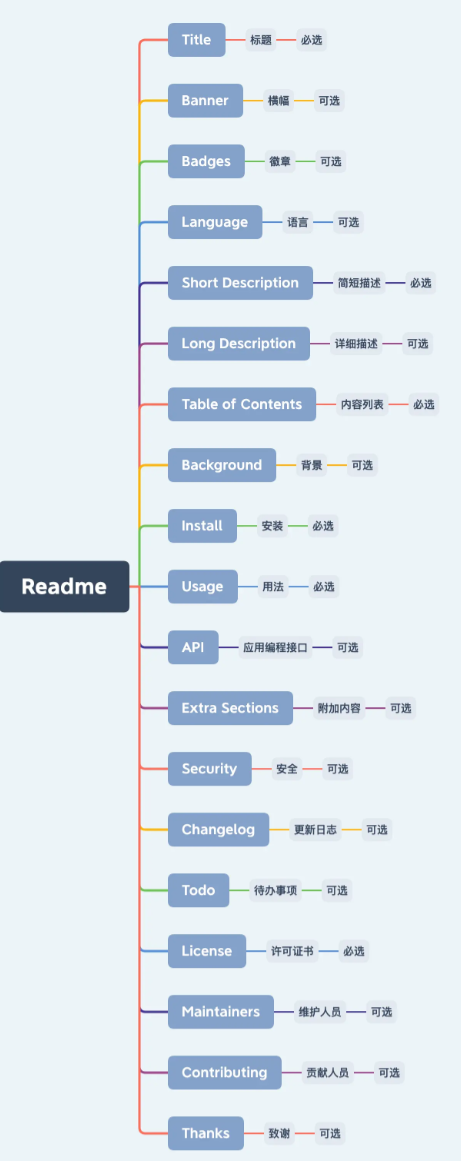 Title 标题 必选
Banner 横幅 可选
Badges 徽章 可选
Language 语言 可选
Short Description 简短描述 必选
Long Description 详细描述 可选
Table of Contents 内容列表 必选
Background 背景 可选
Install 安装 必选
Readme
Usage 用法 必选
API 应用编程接口 可选
Extra Sections 附加内容 可选
Security 安全 可选
Changelog 更新日志 可选
Todo 待办事项 可选
License 许可证书 必选
Maintainers 维护人员 可选
Contributing 贡献人员 可选
Thanks 致谢 可选